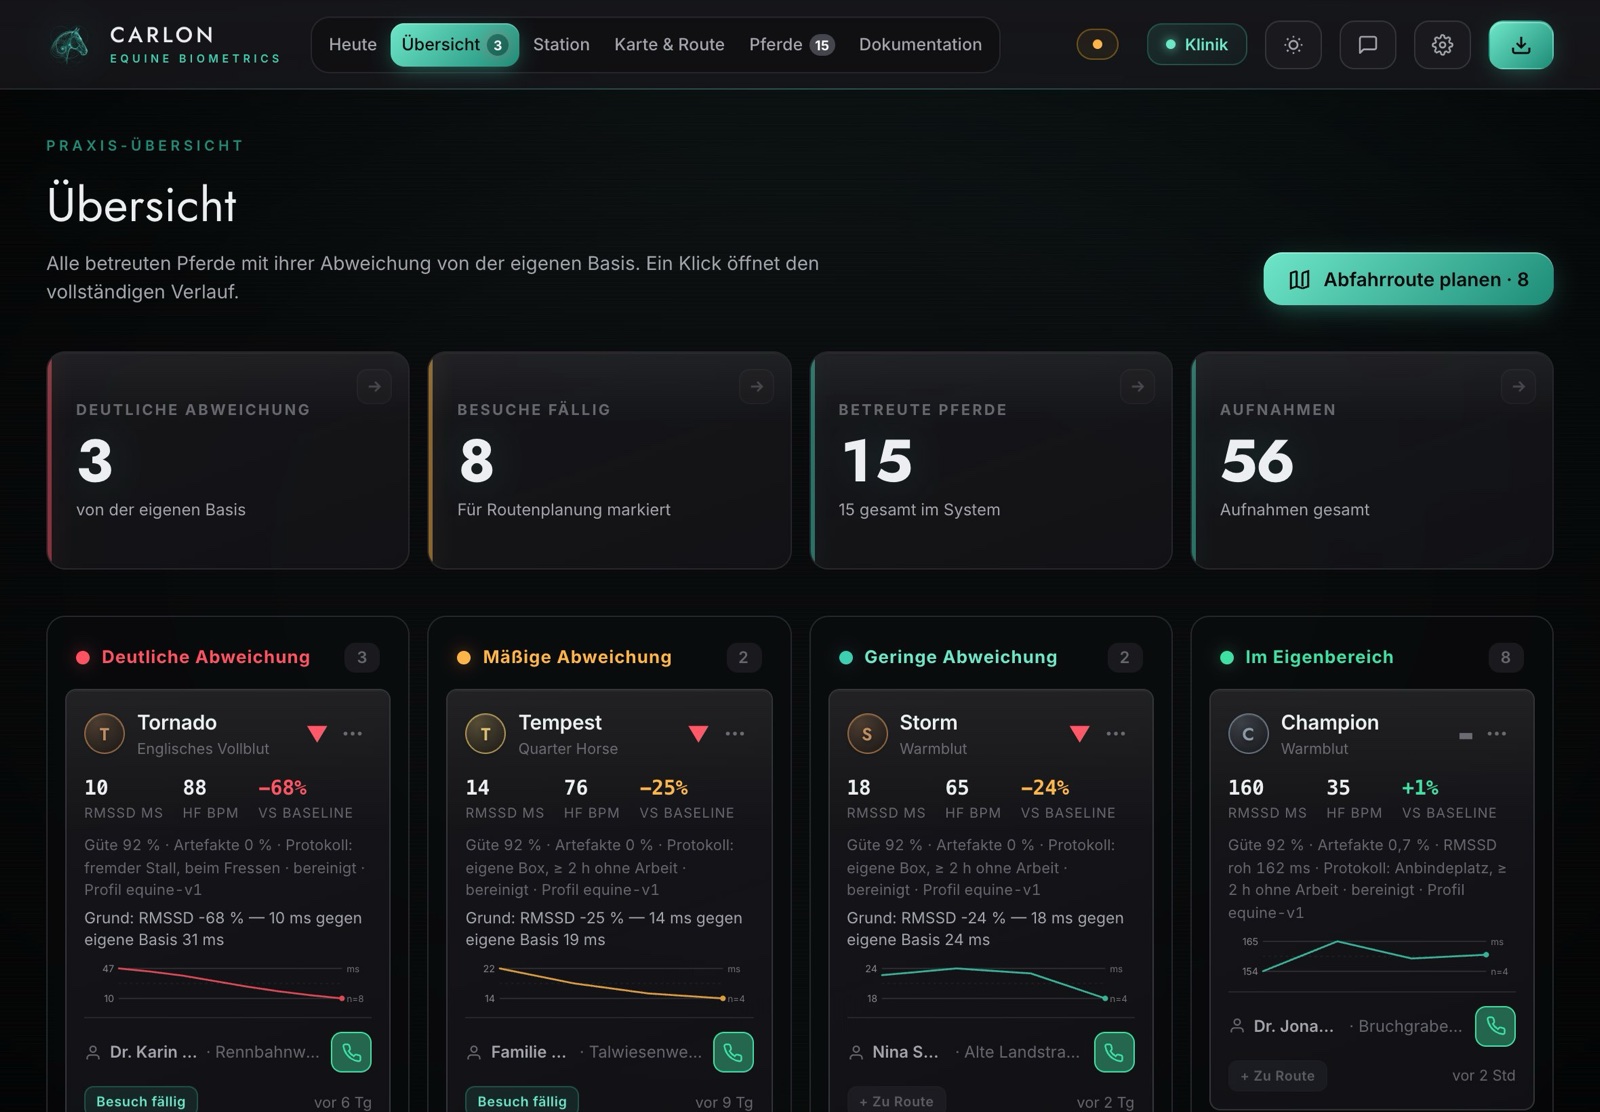 CARLON
EQUINE BIOMETRICS
Heute
Übersicht 3
Station
Karte & Route
Pferde 15
Dokumentation
Klinik
PRAXIS-ÜBERSICHT
Übersicht
Alle betreuten Pferde mit ihrer Abweichung von der eigenen Basis. Ein Klick öffnet den
vollständigen Verlauf.
Abfahrroute planen · 8
DEUTLICHE ABWEICHUNG
3
von der eigenen Basis
BESUCHE FÄLLIG
8
Für Routenplanung markiert
BETREUTE PFERDE
15
15 gesamt im System
AUFNAHMEN
56
Aufnahmen gesamt
Deutliche Abweichung 3
T
Tornado
Englisches Vollblut
10 88 −68%
RMSSD MS HF BPM VS BASELINE
Güte 92 % · Artefakte 0 % · Protokoll:
fremder Stall, beim Fressen · bereinigt ·
Profil equine-v1
Grund: RMSSD -68 % — 10 ms gegen
eigene Basis 31 ms
47 ms
10 n=8
Dr. Karin ... · Rennbahnw...
Besuch fällig vor 6 Tg
Mäßige Abweichung 2
T
Tempest
Quarter Horse
14 76 −25%
RMSSD MS HF BPM VS BASELINE
Güte 92 % · Artefakte 0 % · Protokoll:
eigene Box, ≥ 2 h ohne Arbeit ·
bereinigt · Profil equine-v1
Grund: RMSSD -25 % — 14 ms gegen
eigene Basis 19 ms
22 ms
14 n=4
Familie ... · Talwiesenwe...
Besuch fällig vor 9 Tg
Geringe Abweichung 2
S
Storm
Warmblut
18 65 −24%
RMSSD MS HF BPM VS BASELINE
Güte 92 % · Artefakte 0 % · Protokoll:
eigene Box, ≥ 2 h ohne Arbeit ·
bereinigt · Profil equine-v1
Grund: RMSSD -24 % — 18 ms gegen
eigene Basis 24 ms
24 ms
18 n=4
Nina S... · Alte Landstra...
+ Zu Route vor 2 Tg
Im Eigenbereich 8
C
Champion
Warmblut
160 35 +1%
RMSSD MS HF BPM VS BASELINE
Güte 92 % · Artefakte 0,7 % · RMSSD
roh 162 ms · Protokoll: Anbindeplatz, ≥
2 h ohne Arbeit · bereinigt · Profil
equine-v1
165 ms
154 n=4
Dr. Jona... · Bruchgrabe...
+ Zu Route vor 2 Std